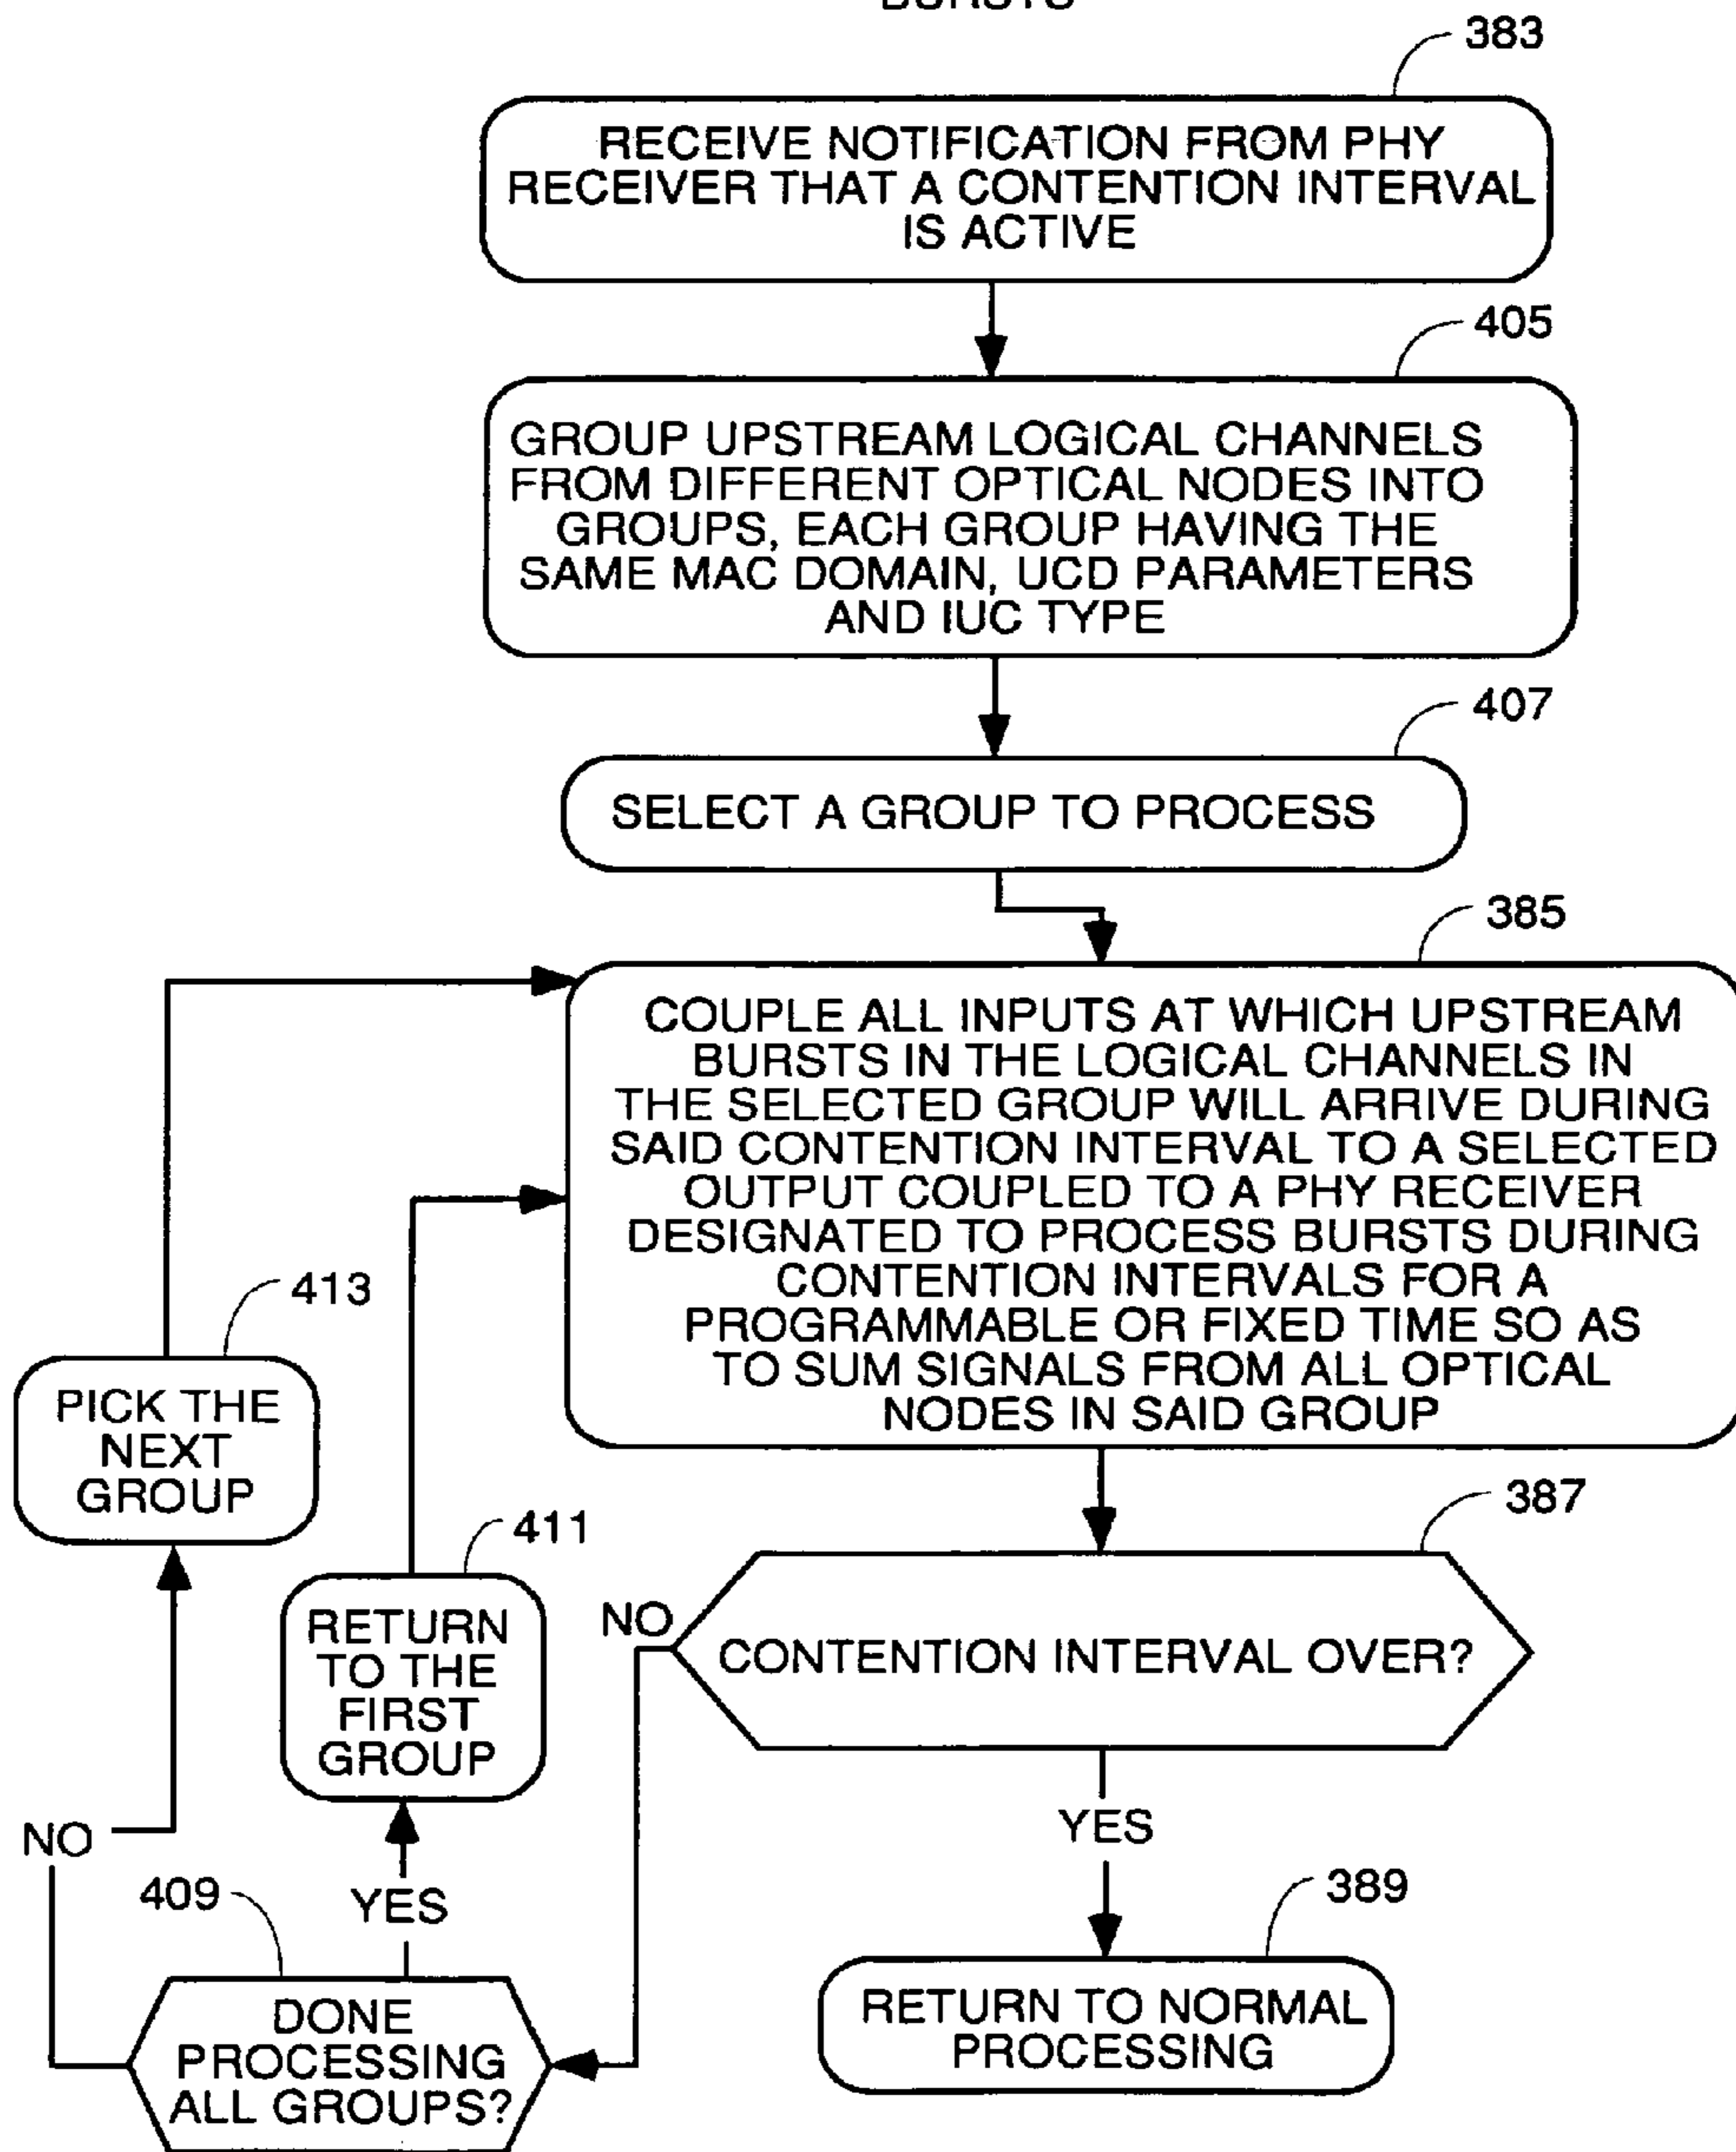 BURSTS
383
RECEIVE NOTIFICATION FROM PHY
RECEIVER THAT A CONTENTION INTERVAL
IS ACTIVE
405
GROUP UPSTREAM LOGICAL CHANNELS
FROM DIFFERENT OPTICAL NODES INTO
GROUPS, EACH GROUP HAVING THE
SAME MAC DOMAIN, UCD PARAMETERS
AND IUC TYPE
407
SELECT A GROUP TO PROCESS
385
COUPLE ALL INPUTS AT WHICH UPSTREAM
BURSTS IN THE LOGICAL CHANNELS IN
THE SELECTED GROUP WILL ARRIVE DURING
SAID CONTENTION INTERVAL TO A SELECTED
OUTPUT COUPLED TO A PHY RECEIVER
DESIGNATED TO PROCESS BURSTS DURING
CONTENTION INTERVALS FOR A
PROGRAMMABLE OR FIXED TIME SO AS
TO SUM SIGNALS FROM ALL OPTICAL
NODES IN SAID GROUP
413
PICK THE
NEXT
GROUP
387
411
RETURN
TO THE
FIRST
GROUP
NO
CONTENTION INTERVAL OVER?
YES
NO
409
YES
389
DONE
PROCESSING
ALL GROUPS?
RETURN TO NORMAL
PROCESSING